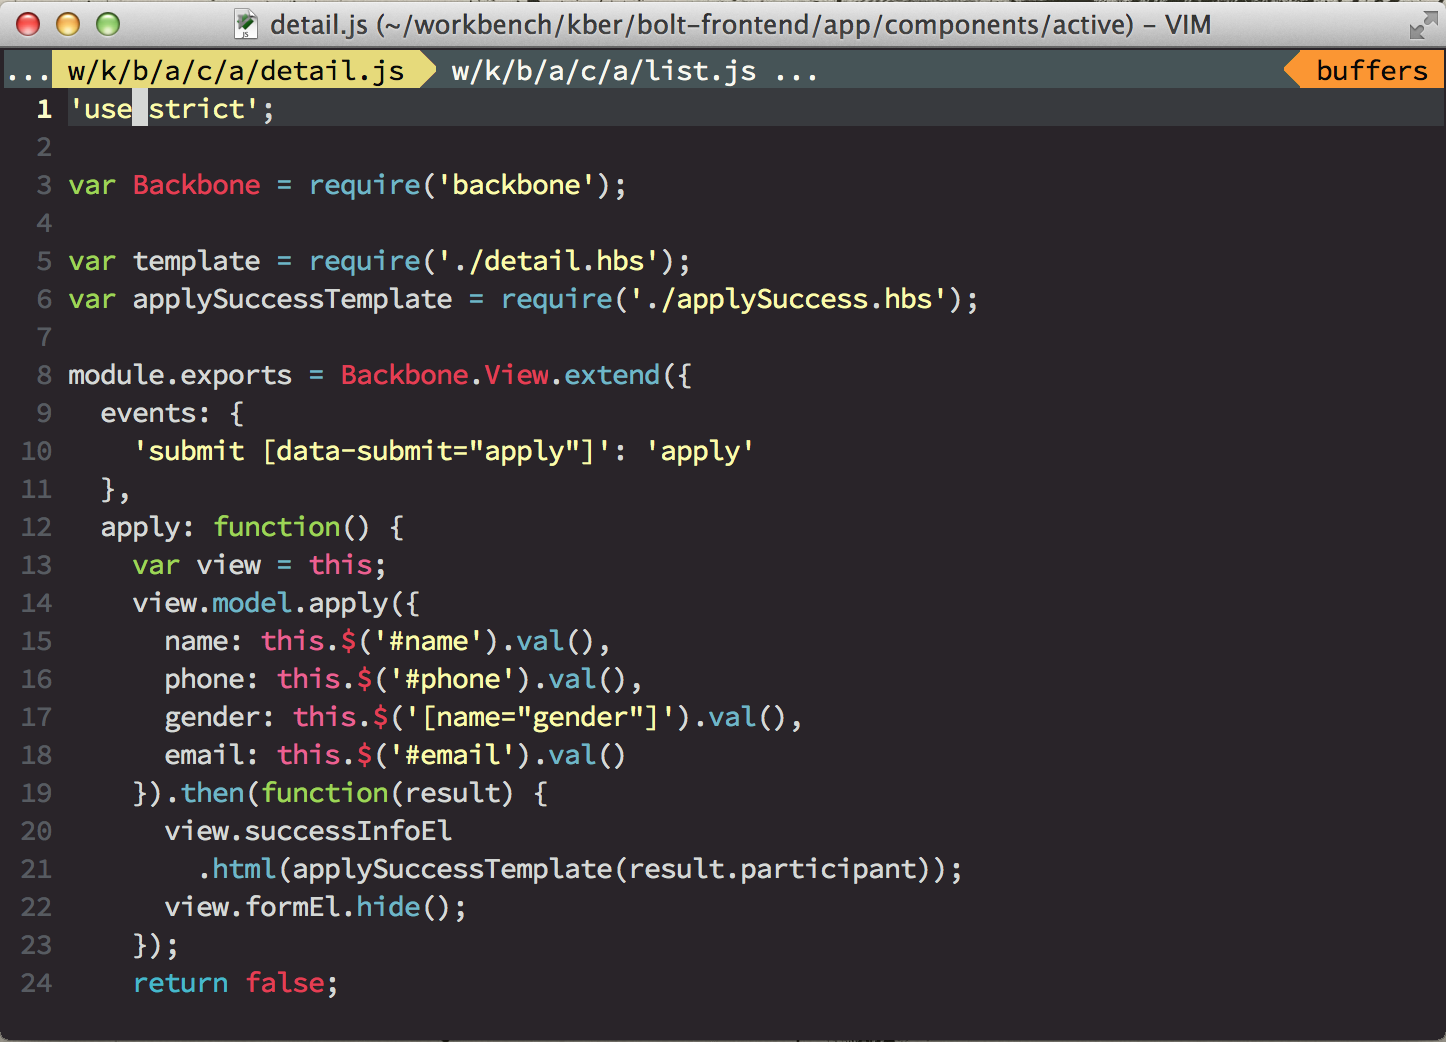 detail.js (~/workbench/kber/bolt-frontend/app/components/active) – VIM
... w/k/b/a/c/a/detail.js w/k/b/a/c/a/list.js ... buffers
1 'use strict';
2
3 var Backbone = require('backbone');
4
5 var template = require('./detail.hbs');
6 var applySuccessTemplate = require('./applySuccess.hbs');
7
8 module.exports = Backbone.View.extend({
9   events: {
10     'submit [data-submit="apply"]': 'apply'
11   },
12   apply: function() {
13     var view = this;
14     view.model.apply({
15       name: this.$('#name').val(),
16       phone: this.$('#phone').val(),
17       gender: this.$('[name="gender"]').val(),
18       email: this.$('#email').val()
19     }).then(function(result) {
20       view.successInfoEl
21         .html(applySuccessTemplate(result.participant));
22       view.formEl.hide();
23     });
24     return false;